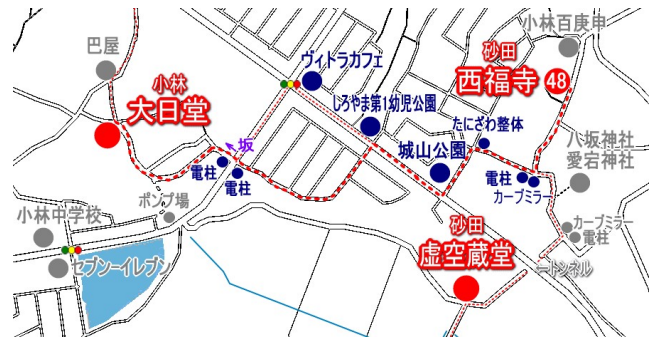 巴屋
小林
大日堂
ヴィドラカフェ
しろやま第1幼児公園
城山公園
砂田
西福寺 48
小林百庚申
たにざわ整体
八坂神社
愛宕神社
電柱
カーブミラー
坂
電柱
電柱
ポンプ場
小林中学校
セブン-イレブン
砂田
虚空蔵堂
カーブミラー
電柱
←トンネル